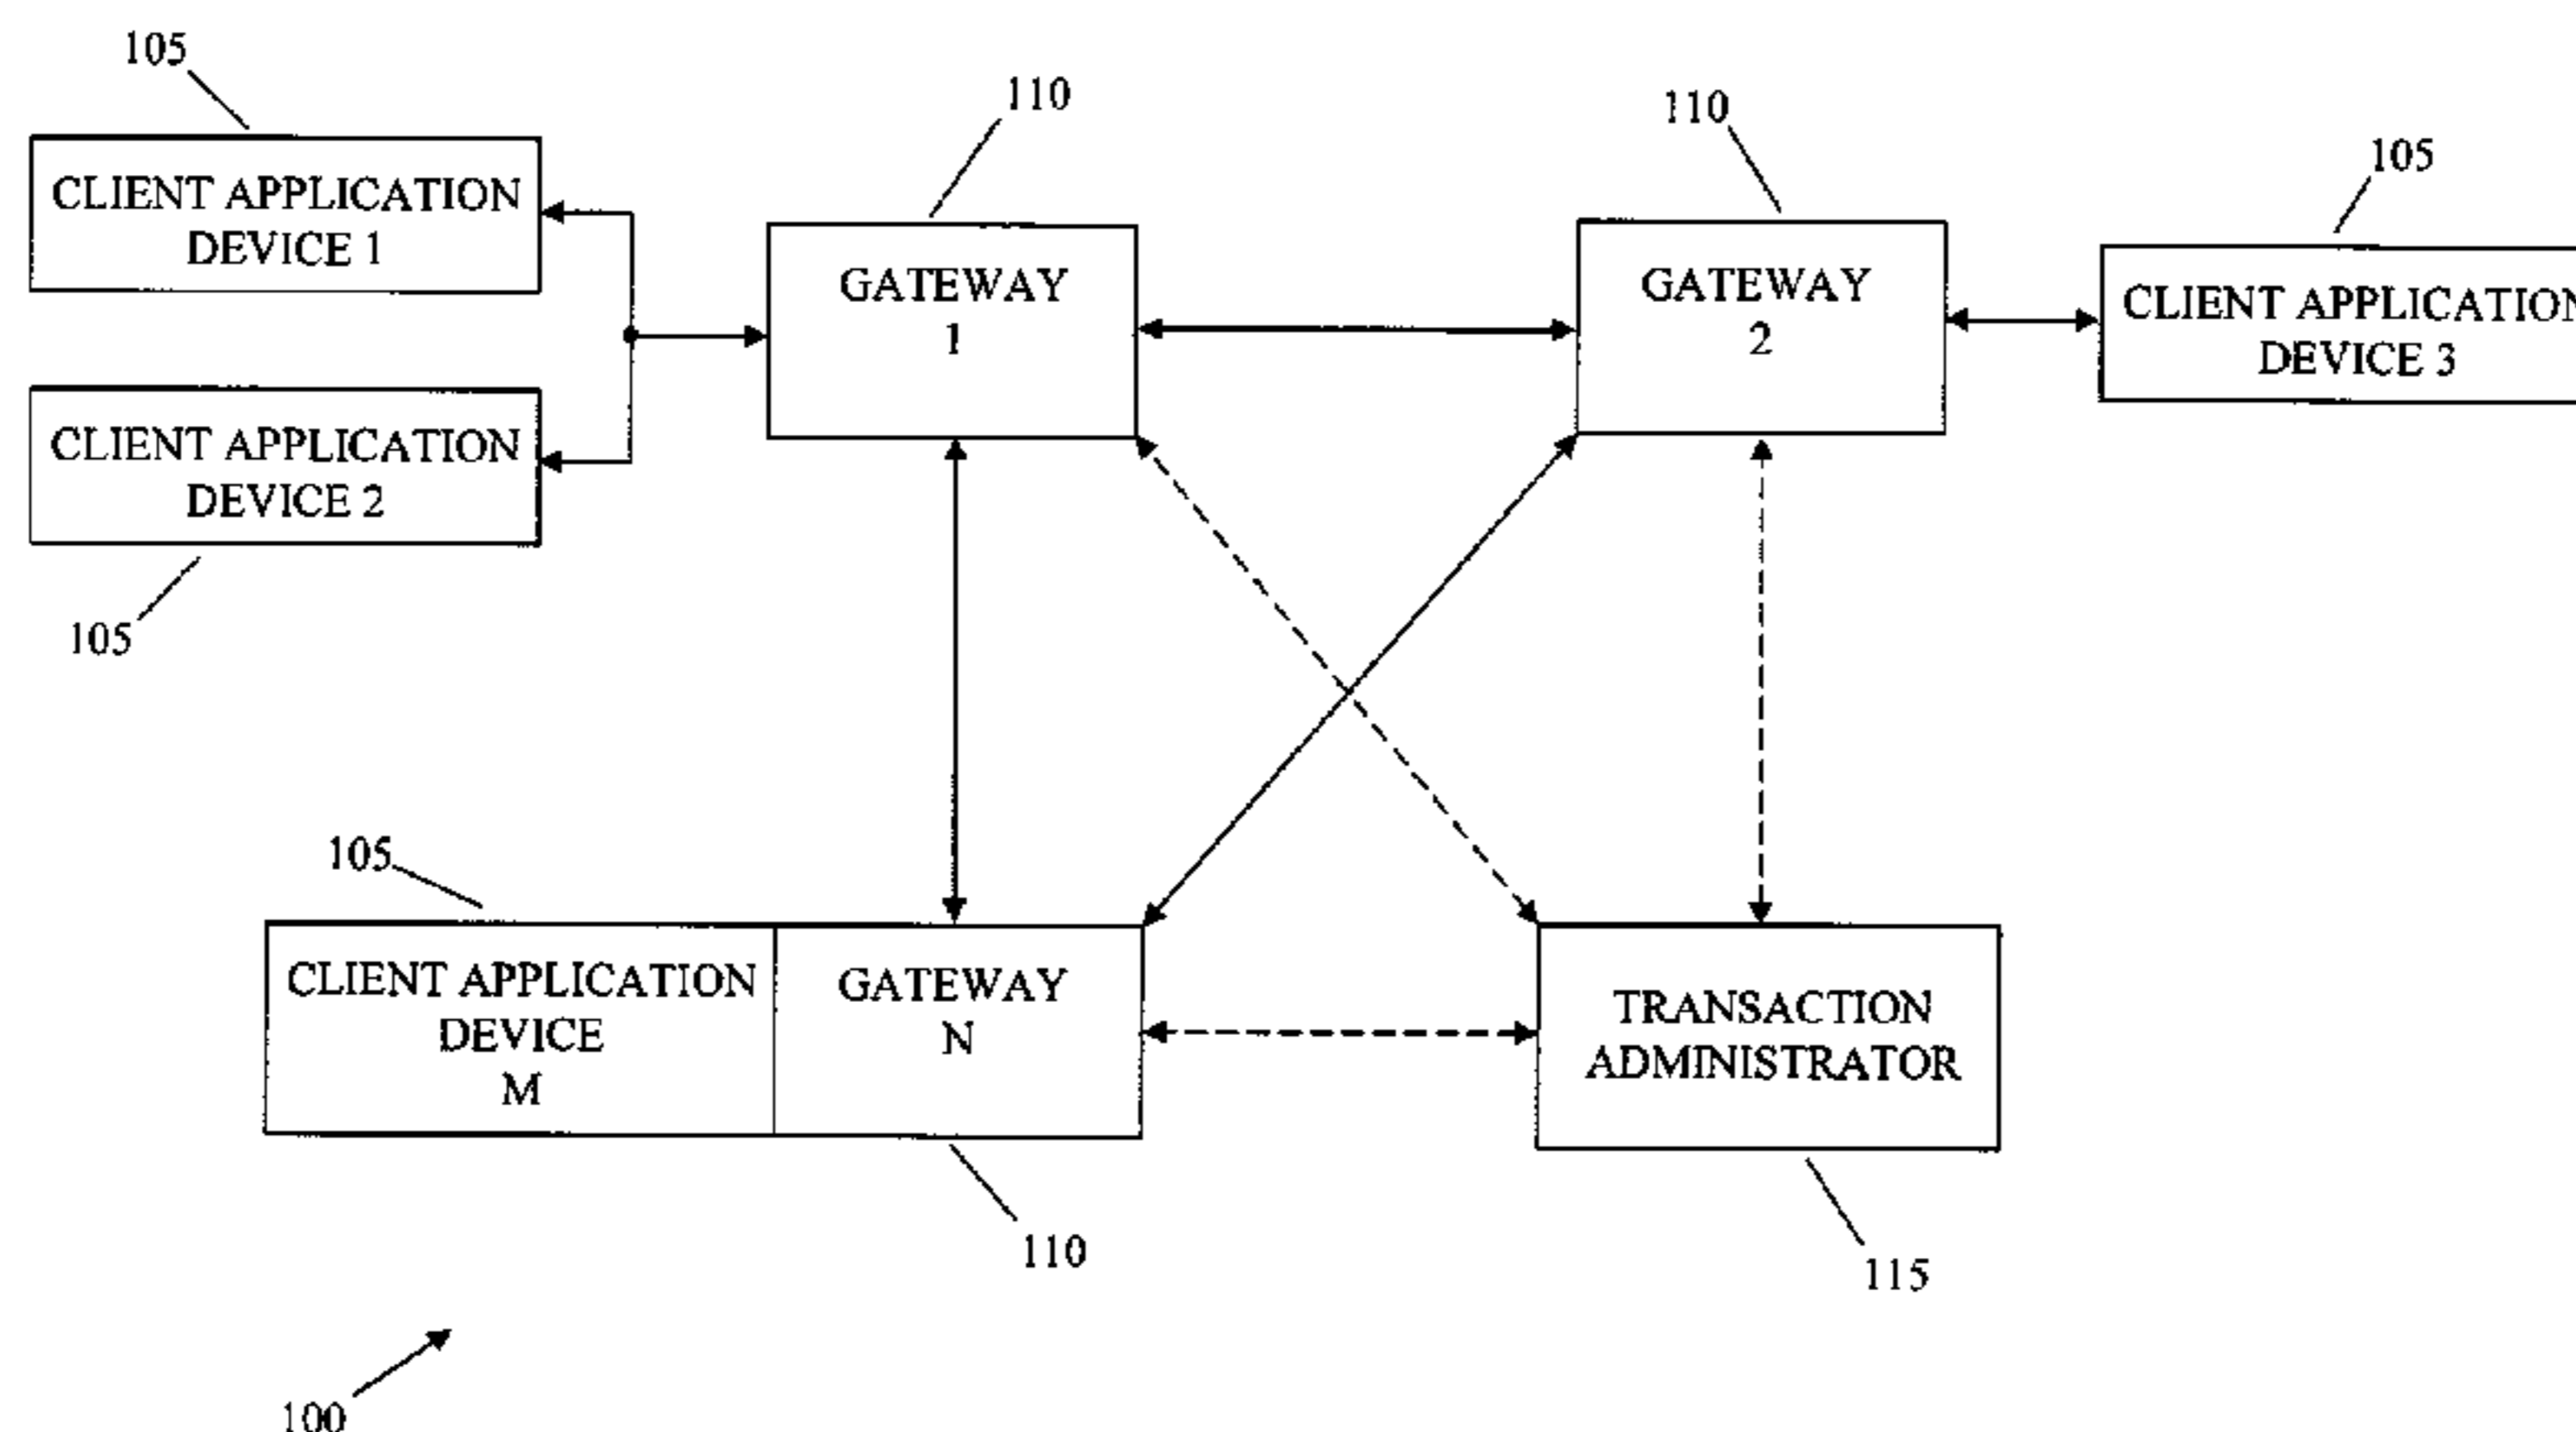 105
110
110
105
CLIENT APPLICATION
DEVICE 1
GATEWAY
1
GATEWAY
2
CLIENT APPLICATION
DEVICE 3
CLIENT APPLICATION
DEVICE 2
105
105
CLIENT APPLICATION
DEVICE
M
GATEWAY
N
TRANSACTION
ADMINISTRATOR
110
115
100